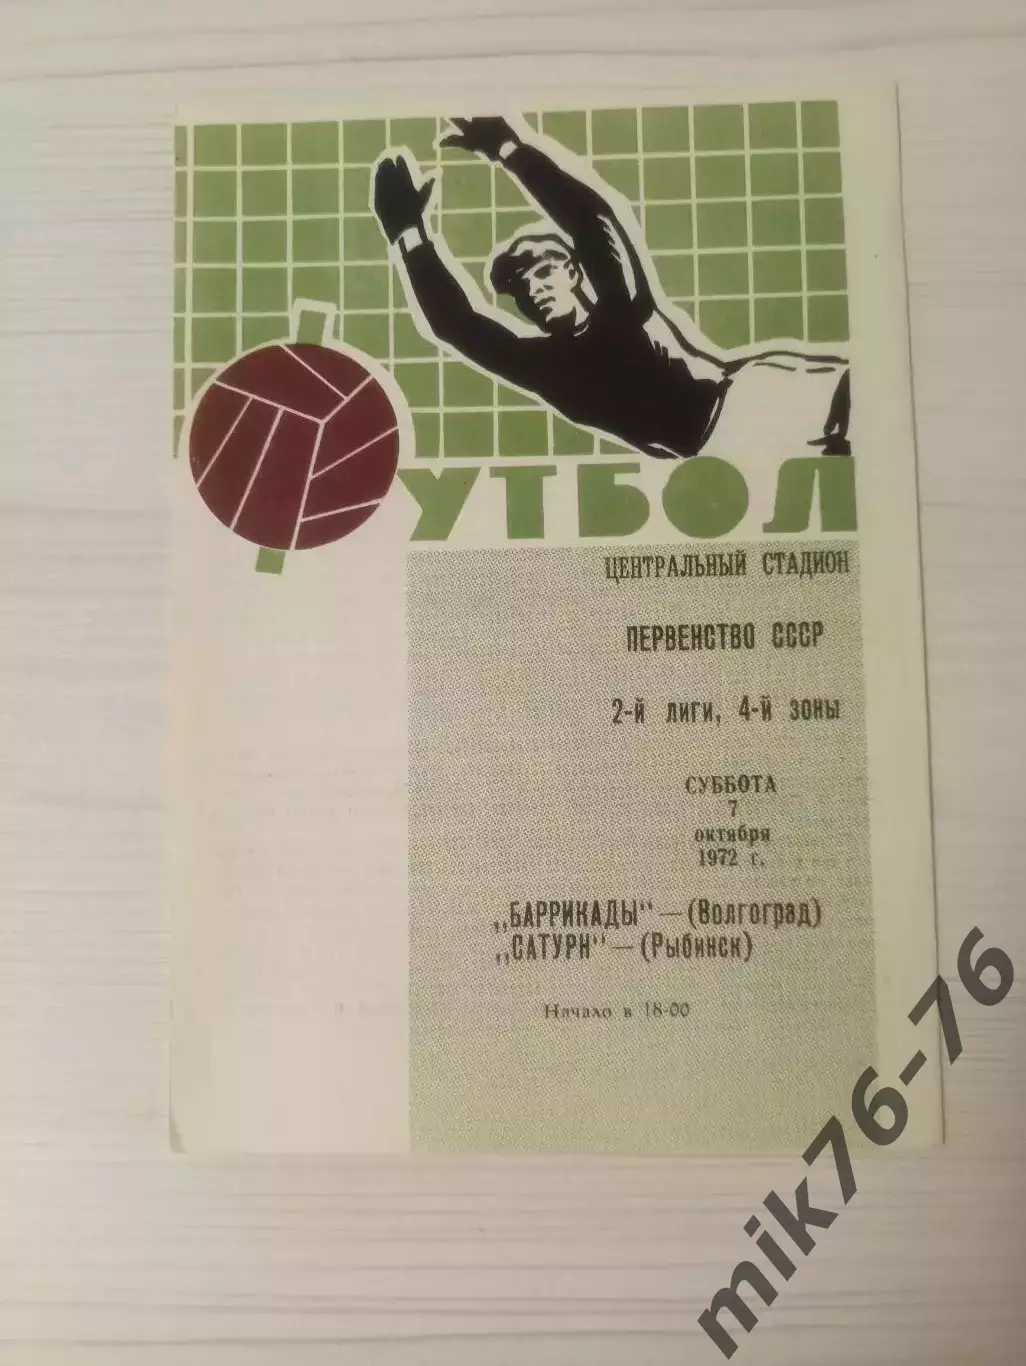 ФУТБОЛ
ЦЕНТРАЛЬНЫЙ СТАДИОН
ПЕРВЕНСТВО СССР
2-й лиги, 4-й зоны
СУББОТА
7
октября
1972 г.
„БАРРИКАДЫ" — (Волгоград)
„САТУРН" — (Рыбинск)
Начало в 18-00
mik76-76